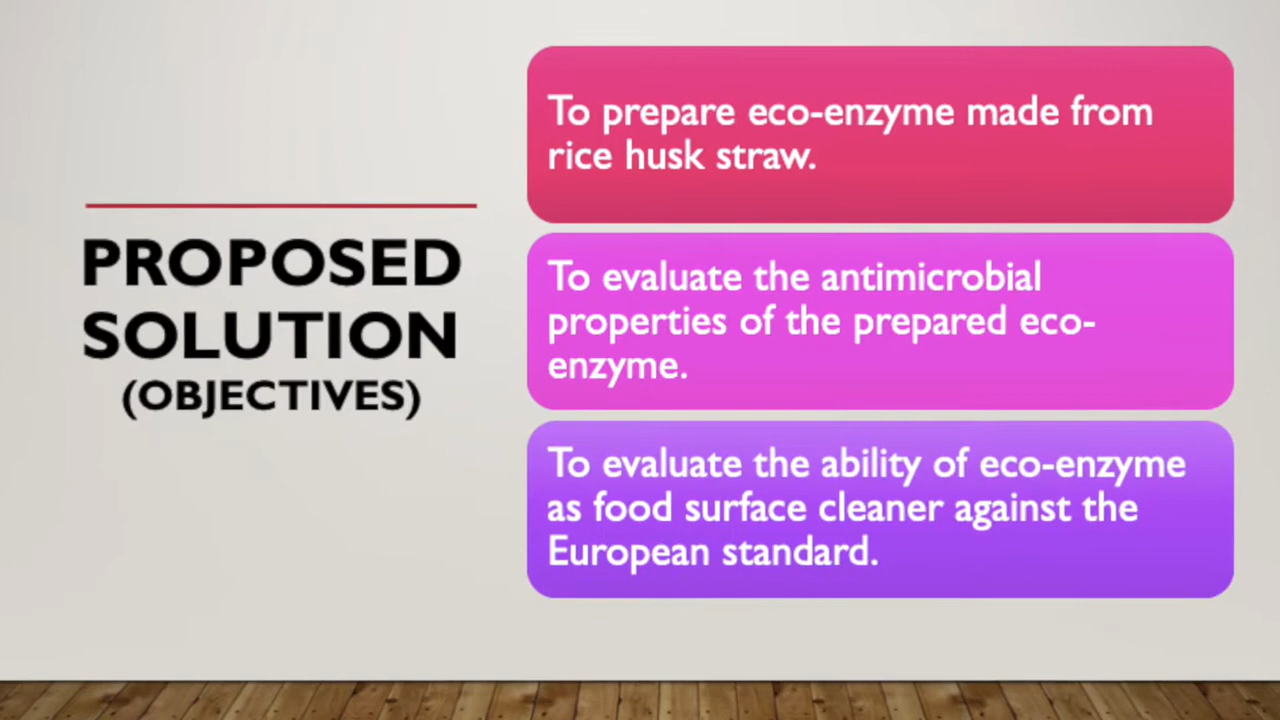 PROPOSED
SOLUTION
(OBJECTIVES)
To prepare eco-enzyme made from
rice husk straw.
To evaluate the antimicrobial
properties of the prepared eco-
enzyme.
To evaluate the ability of eco-enzyme
as food surface cleaner against the
European standard.